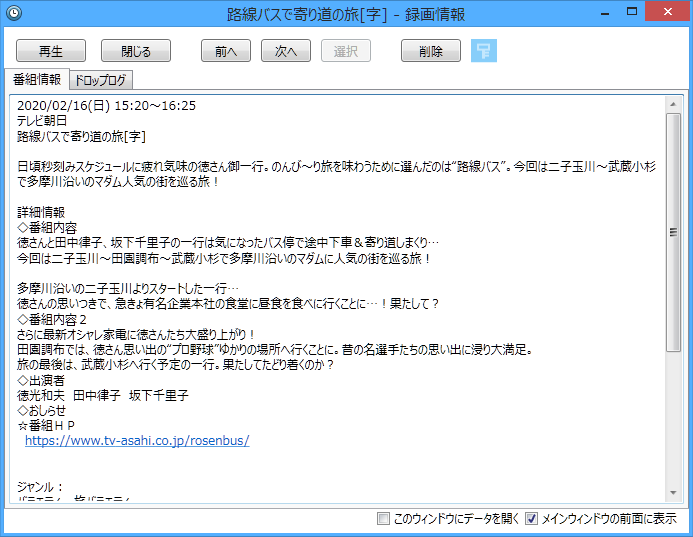 路線バスで寄り道の旅[字] - 録画情報
再生 閉じる 前へ 次へ 選択 削除
番組情報 ドロップログ
2020/02/16(日) 15:20～16:25
テレビ朝日
路線バスで寄り道の旅[字]
日頃秒刻みスケジュールに疲れ気味の徳さん御一行。のんび～り旅を味わうために選んだのは“路線バス”。今回は二子玉川～武蔵小杉
で多摩川沿いのマダム人気の街を巡る旅！
詳細情報
◇番組内容
徳さんと田中律子、坂下千里子の一行は気になったバス停で途中下車＆寄り道しまくり…
今回は二子玉川～田園調布～武蔵小杉で多摩川沿いのマダムに人気の街を巡る旅！
多摩川沿いの二子玉川よりスタートした一行…
徳さんの思いつきで、急きょ有名企業本社の食堂に昼食を食べに行くことに…！果たして？
◇番組内容２
さらに最新オシャレ家電に徳さんたち大盛り上がり！
田園調布では、徳さん思い出の“プロ野球”ゆかりの場所へ行くことに。昔の名選手たちの思い出に浸り大満足。
旅の最後は、武蔵小杉へ行く予定の一行。果たしてたどり着くのか？
◇出演者
徳光和夫　田中律子　坂下千里子
◇おしらせ
☆番組ＨＰ
https://www.tv-asahi.co.jp/rosenbus/
ジャンル：
バラエティ - 旅バラエティ
このウィンドウにデータを開く メインウィンドウの前面に表示